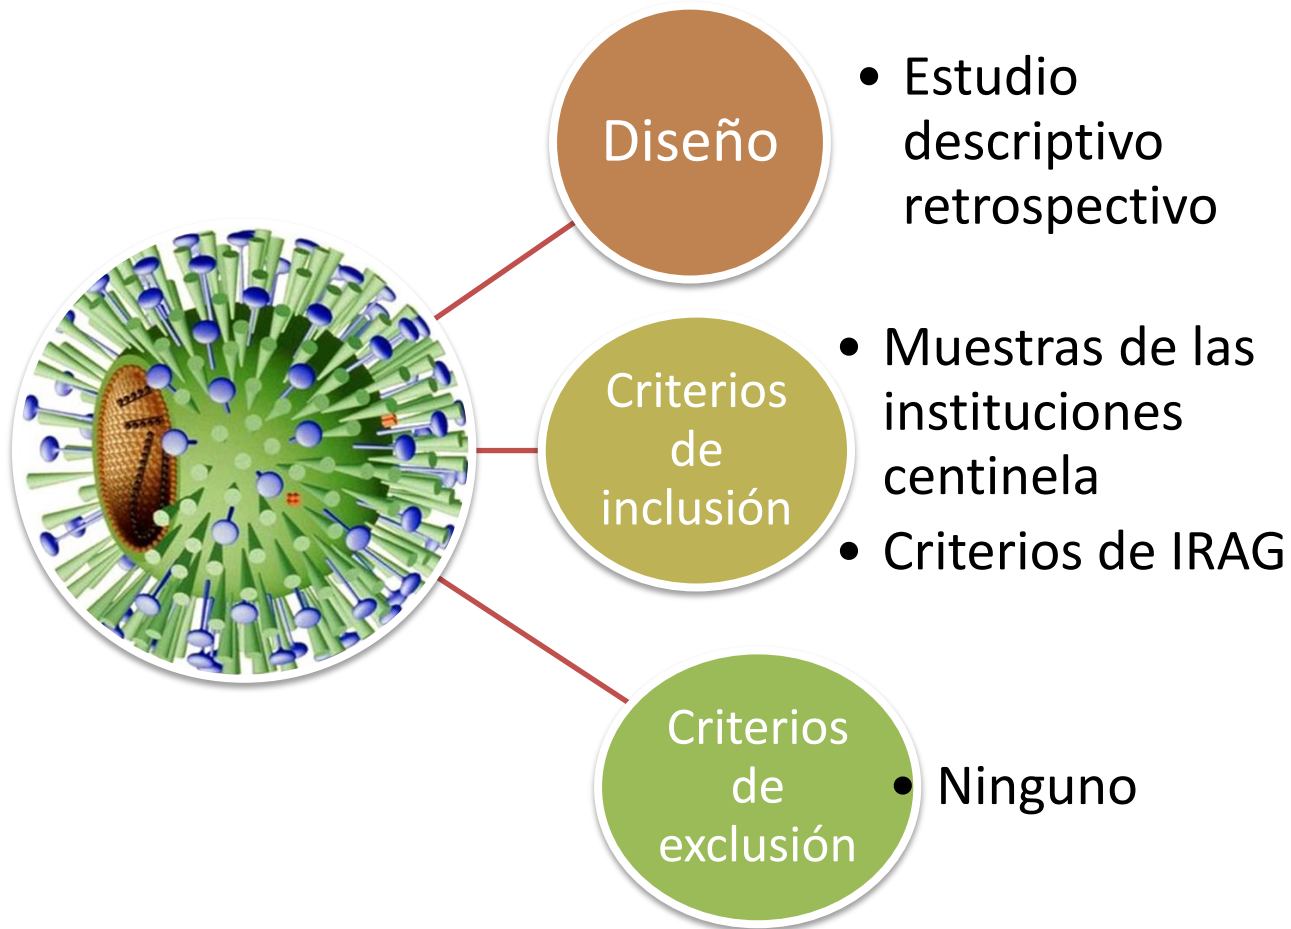 Diseño
• Estudio
descriptivo
retrospectivo
Criterios
de
inclusión
• Muestras de las
instituciones
centinela
• Criterios de IRAG
Criterios
de
exclusión
• Ninguno